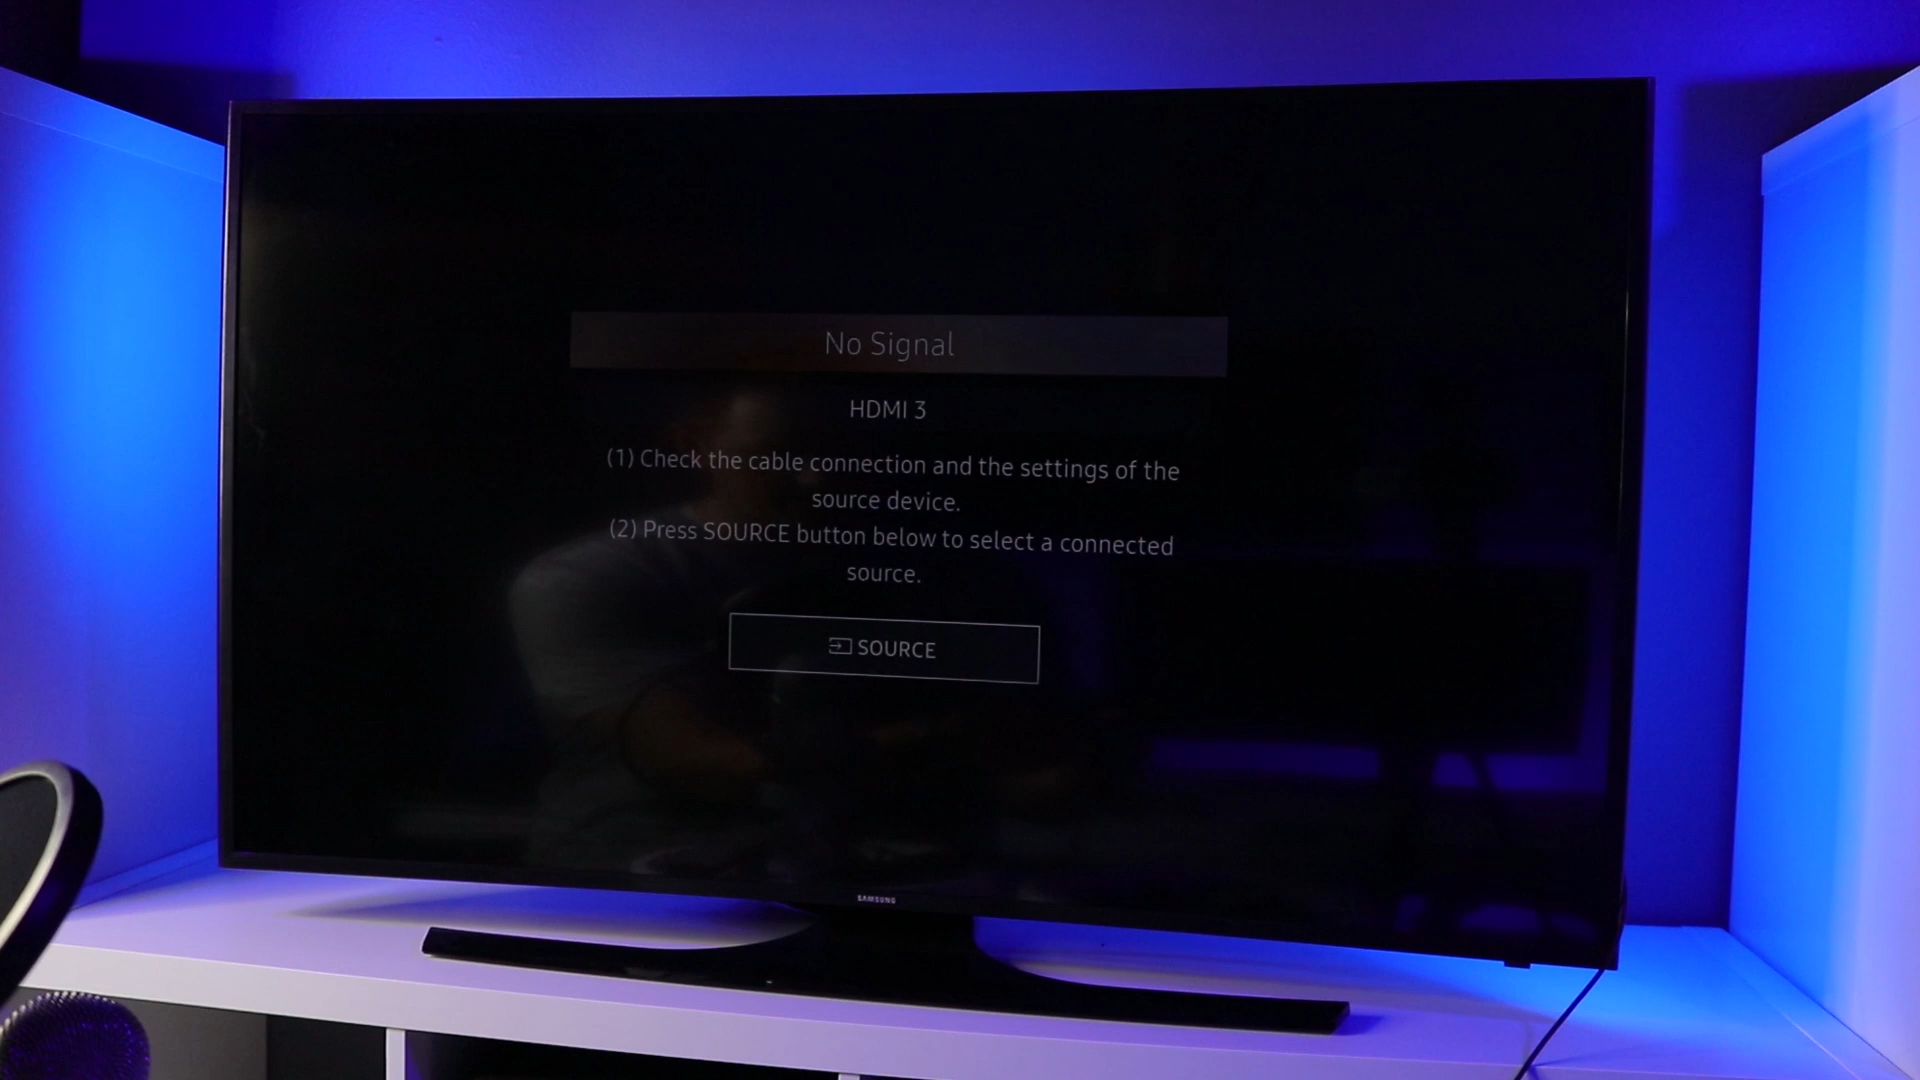 No Signal
HDMI 3
(1) Check the cable connection and the settings of the
source device.
(2) Press SOURCE button below to select a connected
source.
SOURCE
SAMSUNG